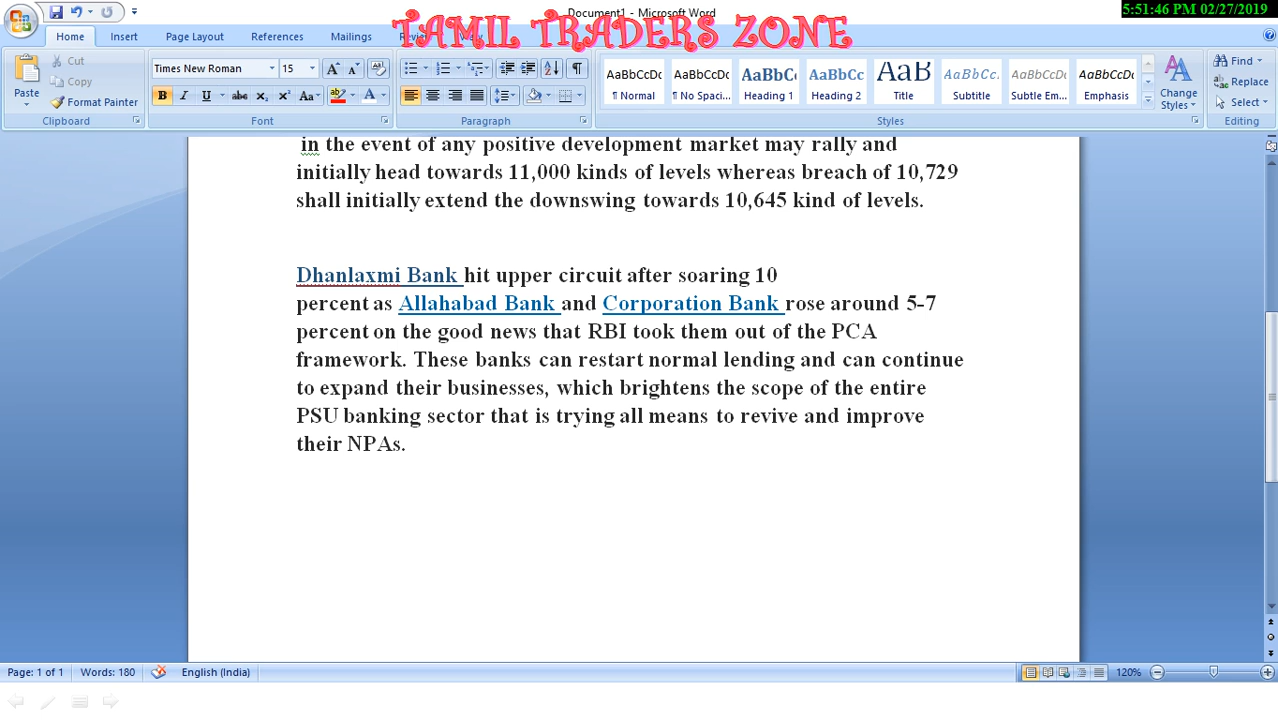 Document1 - Microsoft Word
5:51:46 PM 02/27/2019
TAMIL TRADERS ZONE
Home Insert Page Layout References Mailings
Paste Cut Copy Format Painter
Times New Roman 15
B I U abc x₂ x² Aa A
AaBbCcDc AaBbCcDc AaBbC AaBbCc AaB AaBbCc. AaBbCcDc AaBbCcDc
¶ Normal ¶ No Spaci... Heading 1 Heading 2 Title Subtitle Subtle Em... Emphasis
Change Styles
Find Replace Select
Clipboard Font Paragraph Styles Editing
in the event of any positive development market may rally and
initially head towards 11,000 kinds of levels whereas breach of 10,729
shall initially extend the downswing towards 10,645 kind of levels.
Dhanlaxmi Bank hit upper circuit after soaring 10
percent as Allahabad Bank and Corporation Bank rose around 5-7
percent on the good news that RBI took them out of the PCA
framework. These banks can restart normal lending and can continue
to expand their businesses, which brightens the scope of the entire
PSU banking sector that is trying all means to revive and improve
their NPAs.
Page: 1 of 1 Words: 180 English (India) 120%